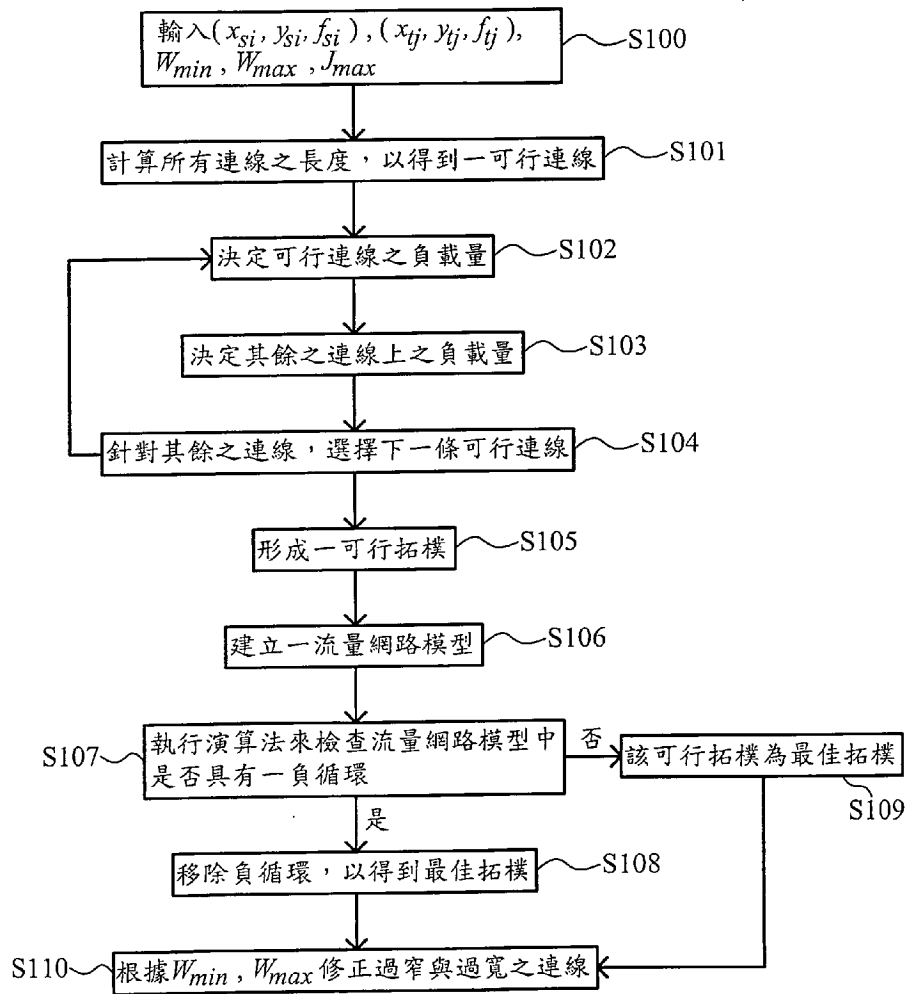 輸入(x_si, y_si, f_si), (x_tj, y_tj, f_tj),
W_min, W_max, J_max
S100
計算所有連線之長度，以得到一可行連線
S101
決定可行連線之負載量
S102
決定其餘之連線上之負載量
S103
針對其餘之連線，選擇下一條可行連線
S104
形成一可行拓樸
S105
建立一流量網路模型
S106
S107
執行演算法來檢查流量網路模型中
是否具有一負循環
否
該可行拓樸為最佳拓樸
S109
是
移除負循環，以得到最佳拓樸
S108
S110
根據W_min, W_max 修正過窄與過寬之連線